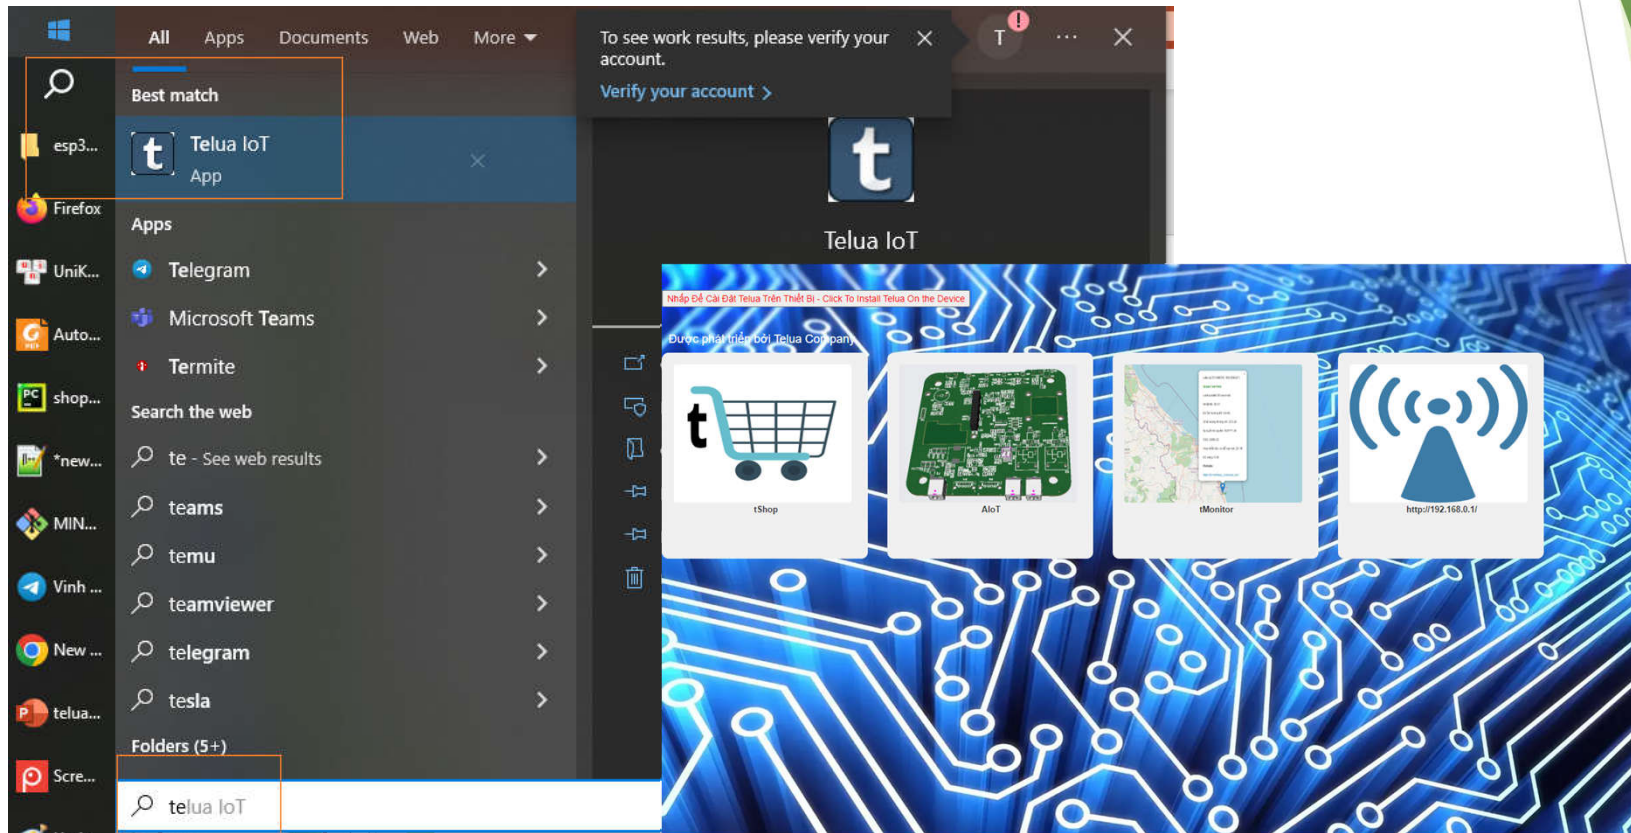 All
Apps
Documents
Web
More
To see work results, please verify your
account.
Verify your account
T
Best match
t
Telua IoT
App
t
Telua IoT
Apps
Telegram
Microsoft Teams
Termite
Search the web
te - See web results
teams
temu
teamviewer
telegram
tesla
Folders (5+)
telua IoT
esp3...
Firefox
UniK...
Auto...
shop...
*new...
MIN...
Vinh ...
New ...
telua...
Scre...
Nhấp Để Cài Đặt Telua Trên Thiết Bị - Click To Install Telua On the Device
Được phát triển bởi Telua Company
t
tShop
AIoT
tMonitor
http://192.168.0.1/